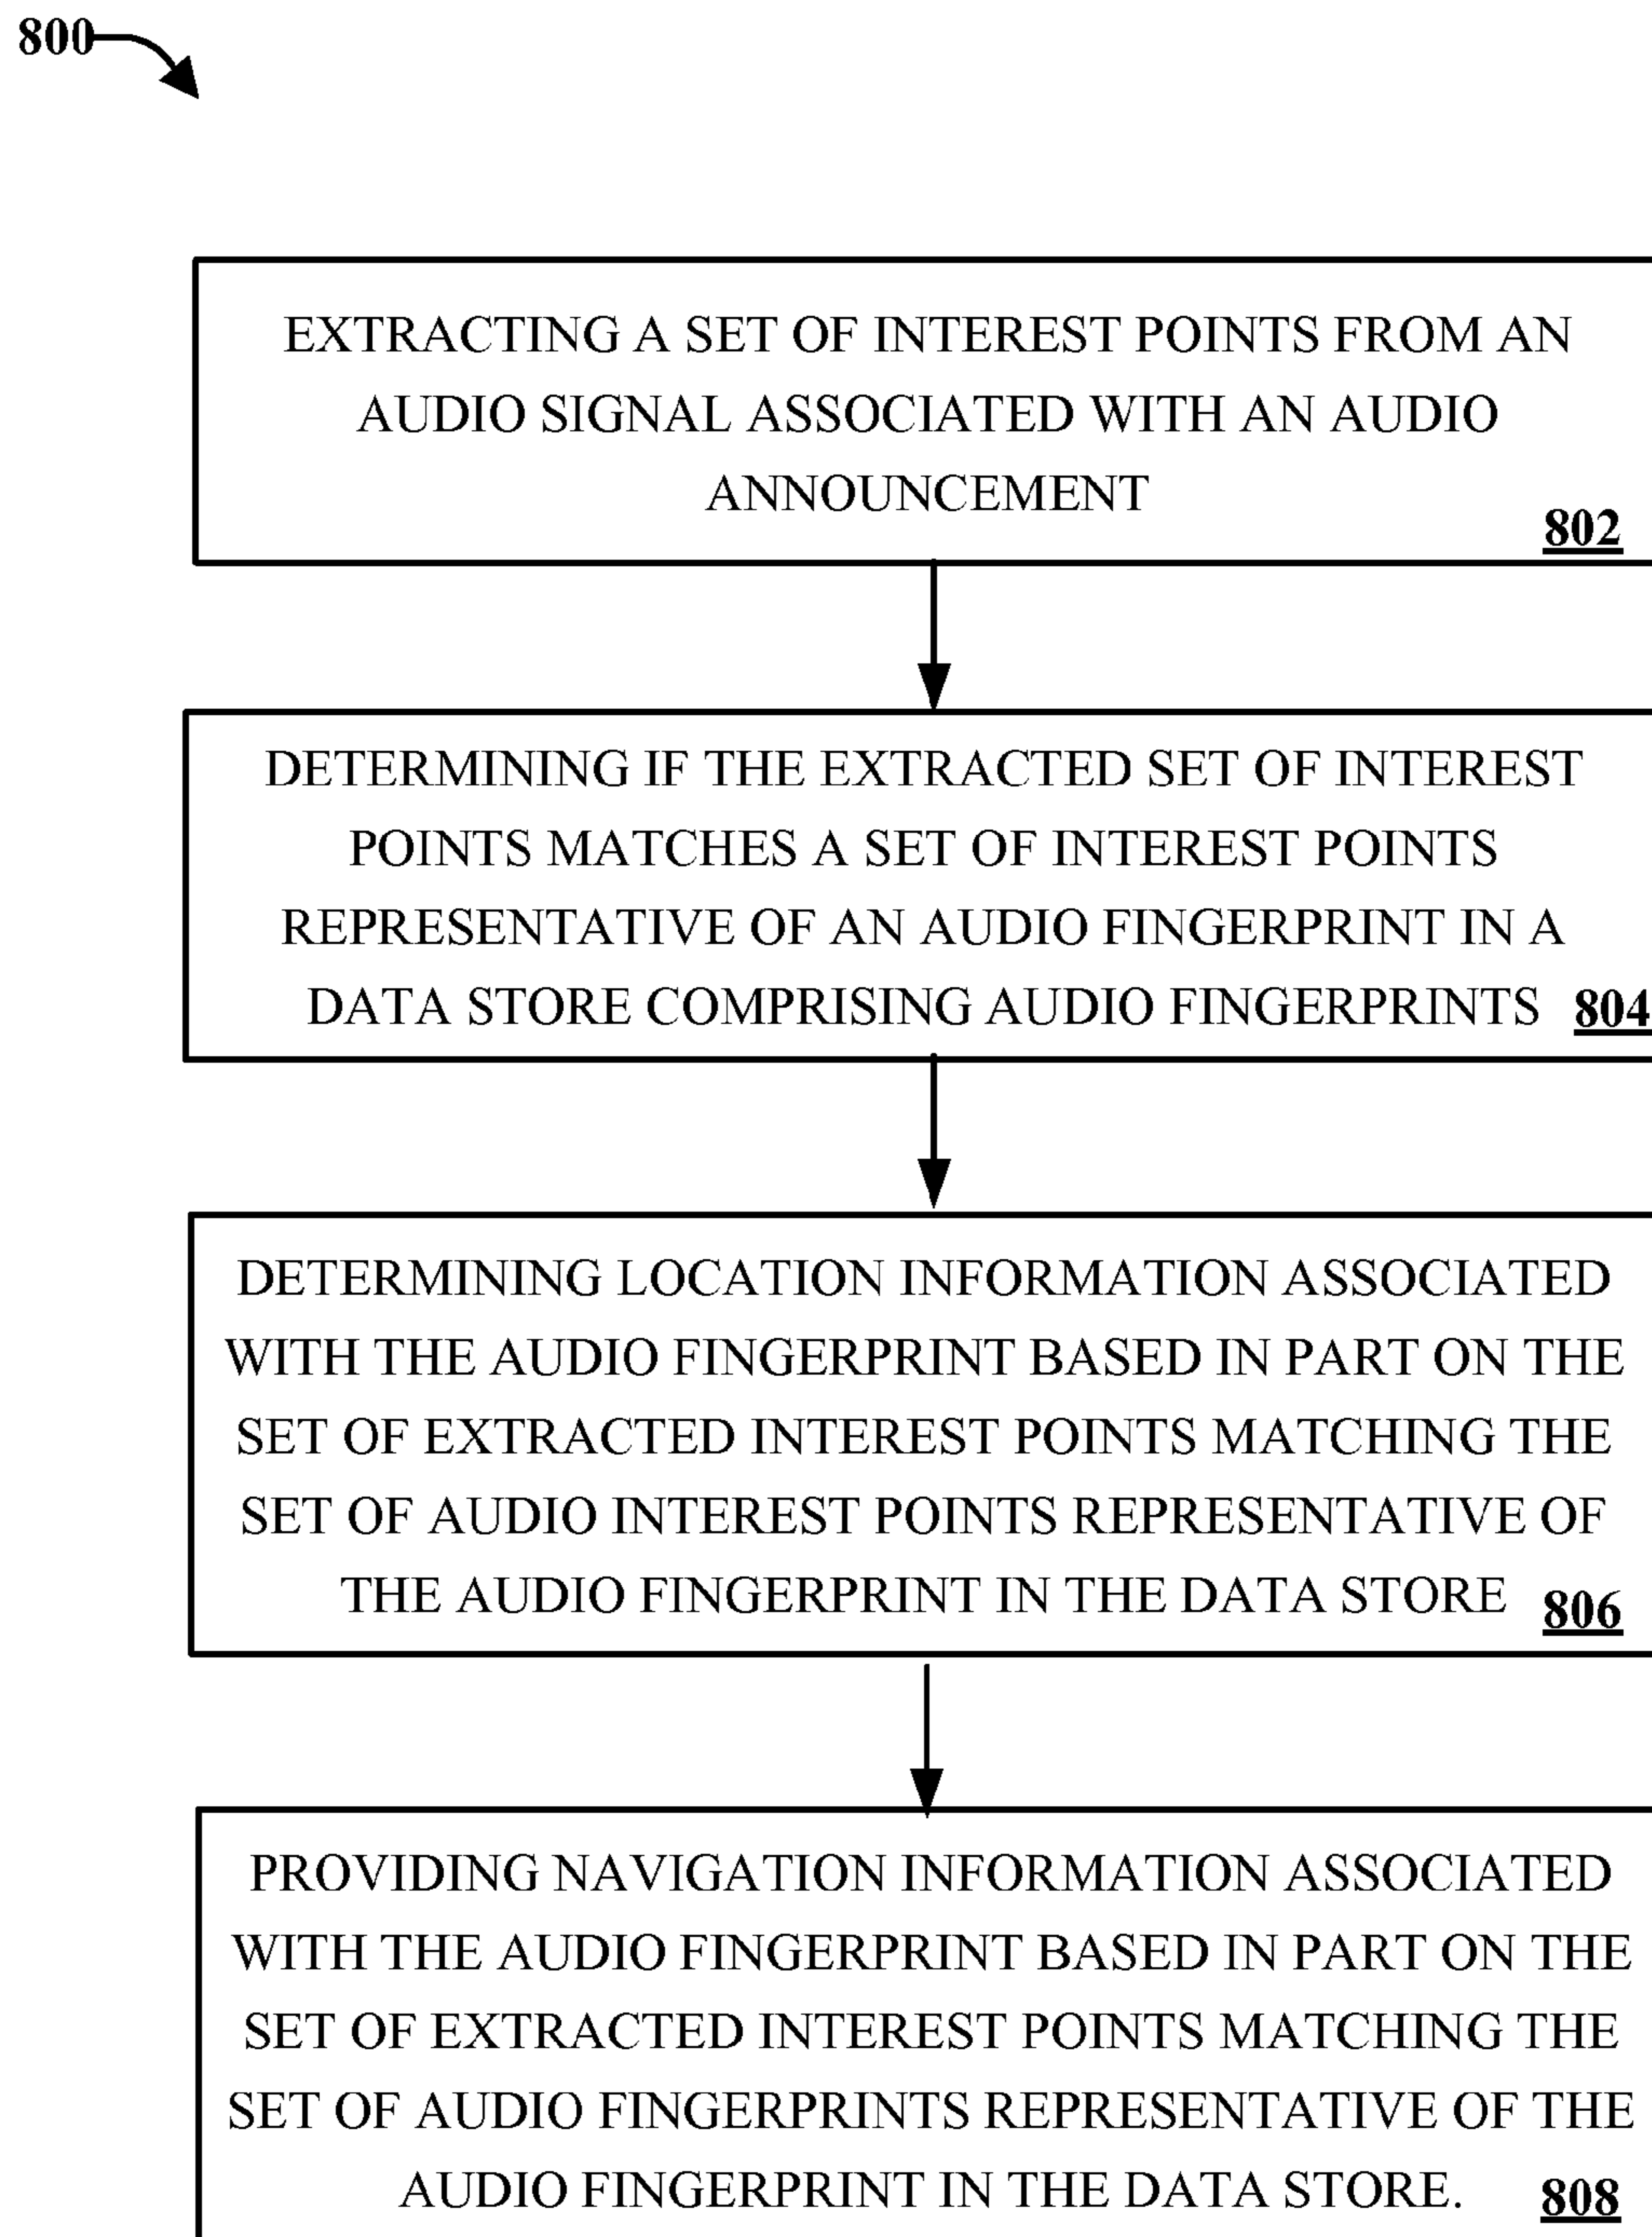 800
EXTRACTING A SET OF INTEREST POINTS FROM AN
AUDIO SIGNAL ASSOCIATED WITH AN AUDIO
ANNOUNCEMENT
802
DETERMINING IF THE EXTRACTED SET OF INTEREST
POINTS MATCHES A SET OF INTEREST POINTS
REPRESENTATIVE OF AN AUDIO FINGERPRINT IN A
DATA STORE COMPRISING AUDIO FINGERPRINTS 804
DETERMINING LOCATION INFORMATION ASSOCIATED
WITH THE AUDIO FINGERPRINT BASED IN PART ON THE
SET OF EXTRACTED INTEREST POINTS MATCHING THE
SET OF AUDIO INTEREST POINTS REPRESENTATIVE OF
THE AUDIO FINGERPRINT IN THE DATA STORE 806
PROVIDING NAVIGATION INFORMATION ASSOCIATED
WITH THE AUDIO FINGERPRINT BASED IN PART ON THE
SET OF EXTRACTED INTEREST POINTS MATCHING THE
SET OF AUDIO FINGERPRINTS REPRESENTATIVE OF THE
AUDIO FINGERPRINT IN THE DATA STORE. 808